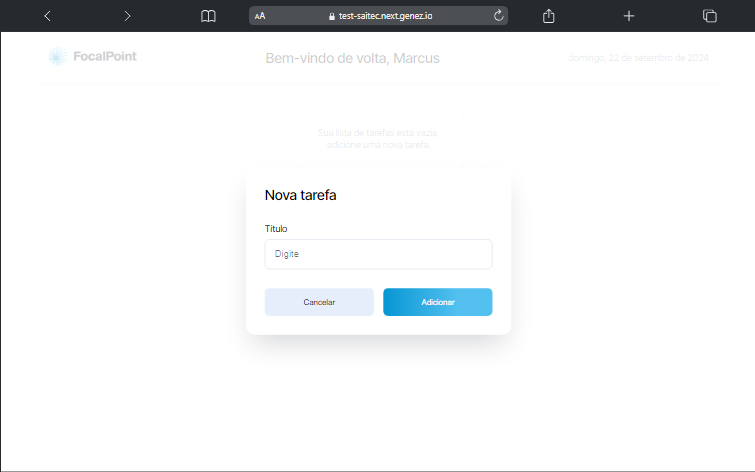 AA test-saitec.next.genez.io
FocalPoint
Bem-vindo de volta, Marcus
domingo, 22 de setembro de 2024
Sua lista de tarefas está vazia,
adicione uma nova tarefa.
Nova tarefa
Título
Digite
Cancelar
Adicionar